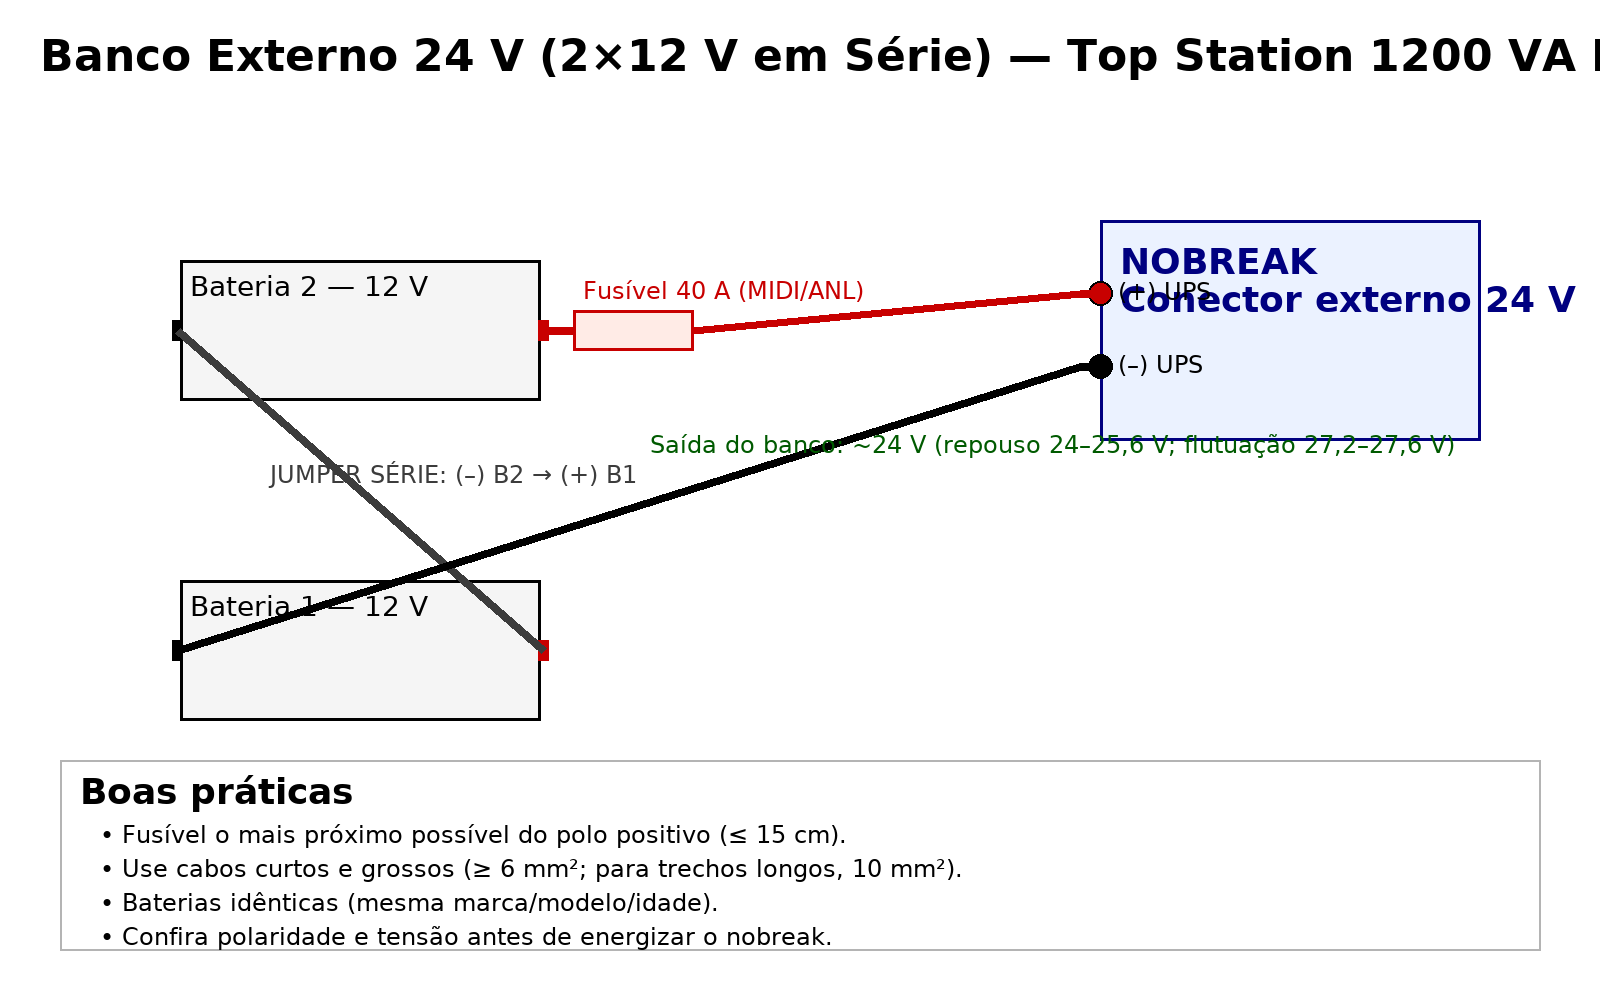 Banco Externo 24 V (2×12 V em Série) — Top Station 1200 VA
NOBREAK
Conector externo 24 V
Bateria 2 — 12 V
Fusível 40 A (MIDI/ANL)
(+) UPS
(–) UPS
Saída do banco: ~24 V (repouso 24–25,6 V; flutuação 27,2–27,6 V)
JUMPER SÉRIE: (–) B2 → (+) B1
Bateria 1 — 12 V
Boas práticas
• Fusível o mais próximo possível do polo positivo (≤ 15 cm).
• Use cabos curtos e grossos (≥ 6 mm²; para trechos longos, 10 mm²).
• Baterias idênticas (mesma marca/modelo/idade).
• Confira polaridade e tensão antes de energizar o nobreak.